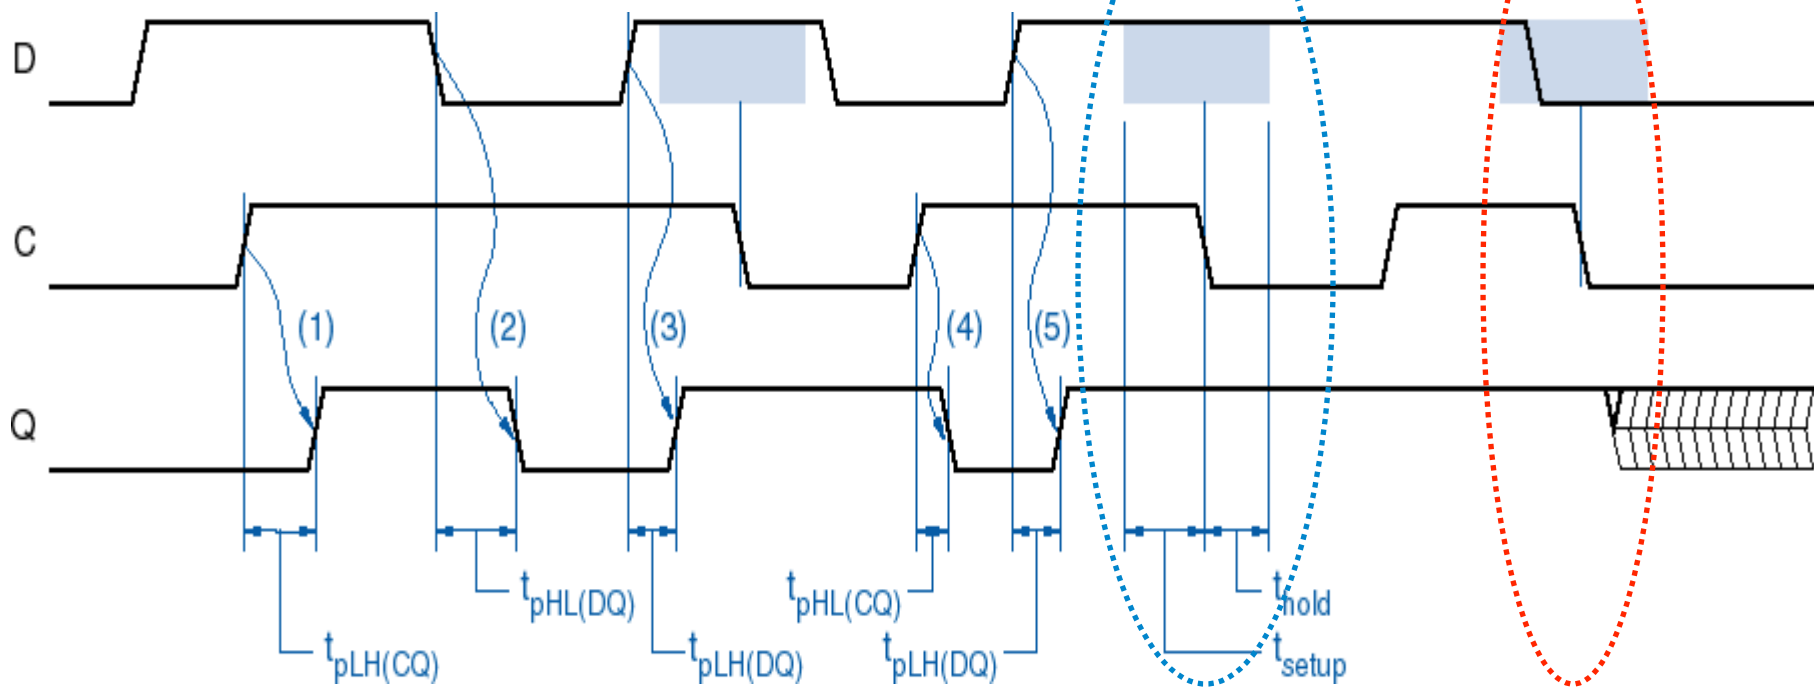 D
C
(1) (2) (3) (4) (5)
Q
tpHL(DQ) tpHL(CQ) thold
tpLH(CQ) tpLH(DQ) tpLH(DQ) tsetup